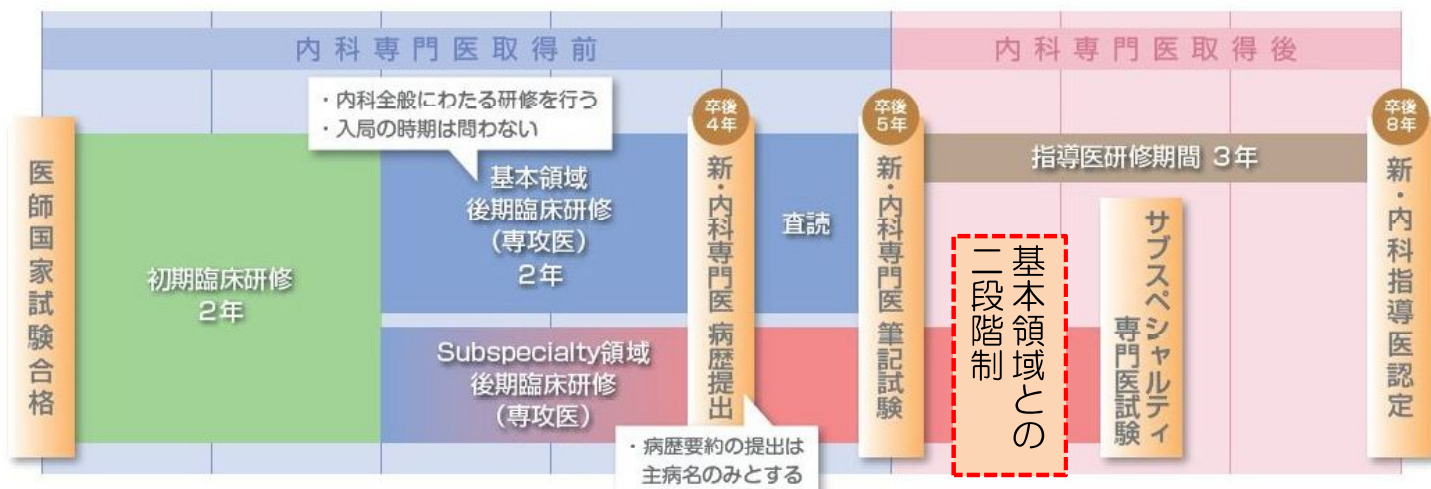 内科専門医取得前
内科専門医取得後
・内科全般にわたる研修を行う
・入局の時期は問わない
医師国家試験合格
初期臨床研修
2年
基本領域
後期臨床研修
(専攻医)
2年
Subspecialty領域
後期臨床研修
(専攻医)
卒後
4年
新・内科専門医 病歴提出
・病歴要約の提出は
主病名のみとする
査読
卒後
5年
新・内科専門医 筆記試験
指導医研修期間 3年
基本領域との
二段階制
サブスペシャルティ
専門医試験
卒後
8年
新・内科指導医認定